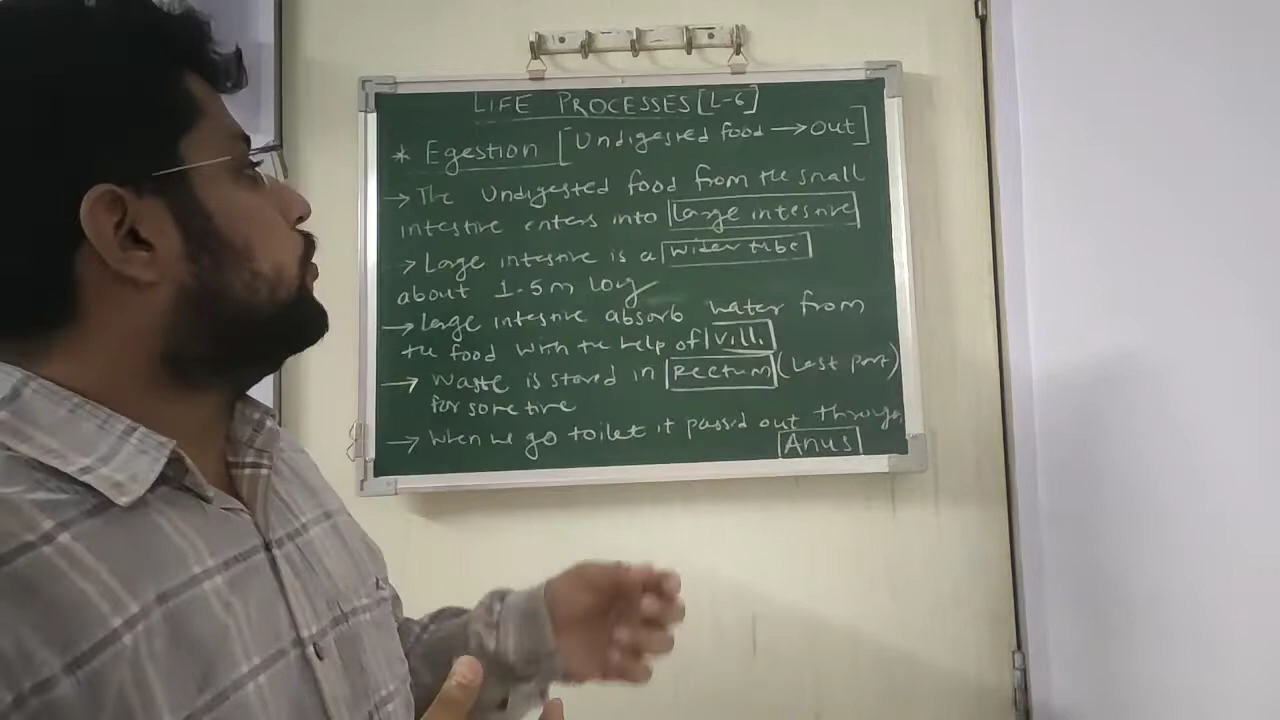 LIFE PROCESSES [L-6]
* Egestion [Undigested food → Out]
→ The Undigested food from the small
intestine enters into large intestine
→ Large intestine is a wider tube
about 1.5m long
→ Large intestine absorb water from
the food with the help of villi
→ Waste is stored in Rectum (Last part)
for some time
→ When we go toilet it passed out through
Anus